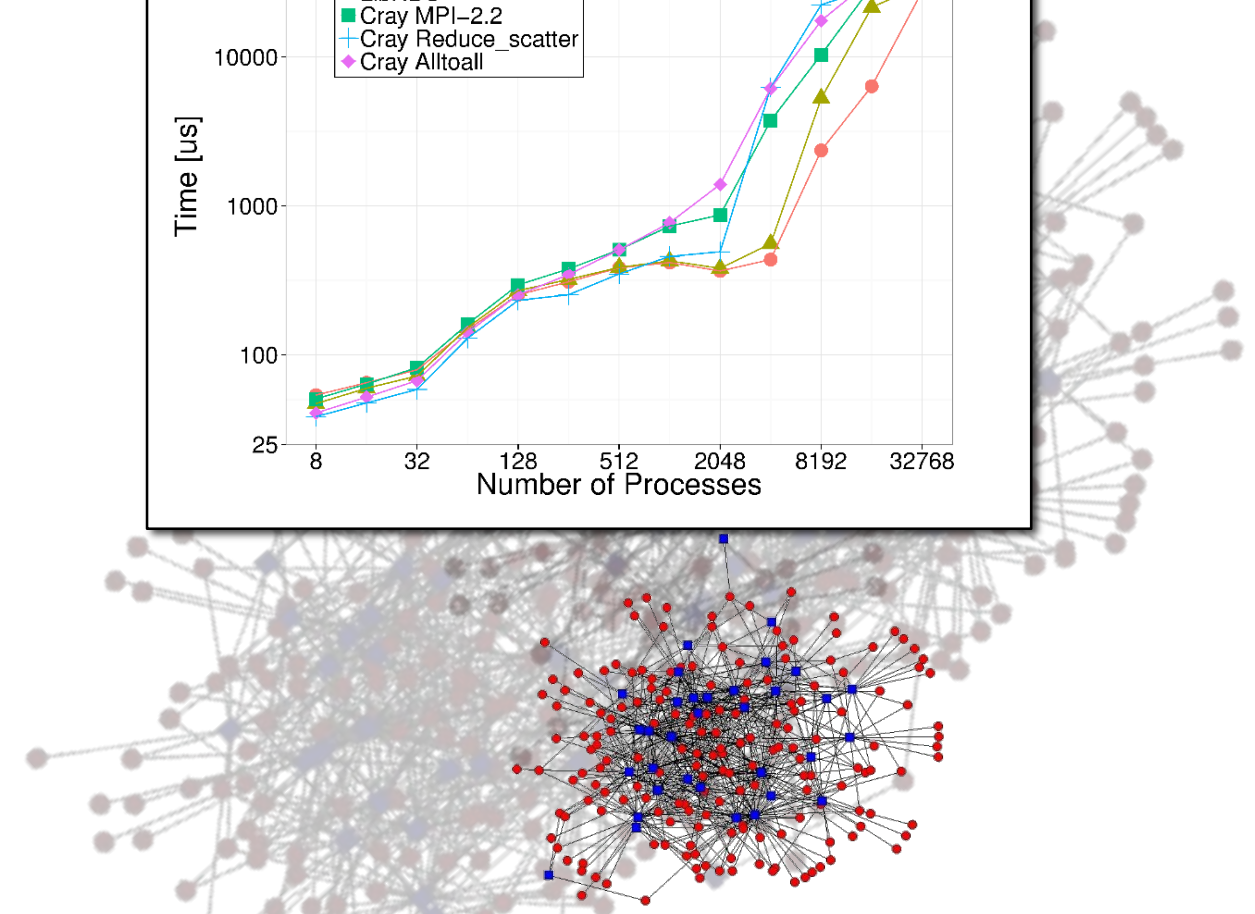 Cray MPI−2.2
Cray Reduce_scatter
Cray Alltoall
10000
1000
100
25
Time [us]
8 32 128 512 2048 8192 32768
Number of Processes